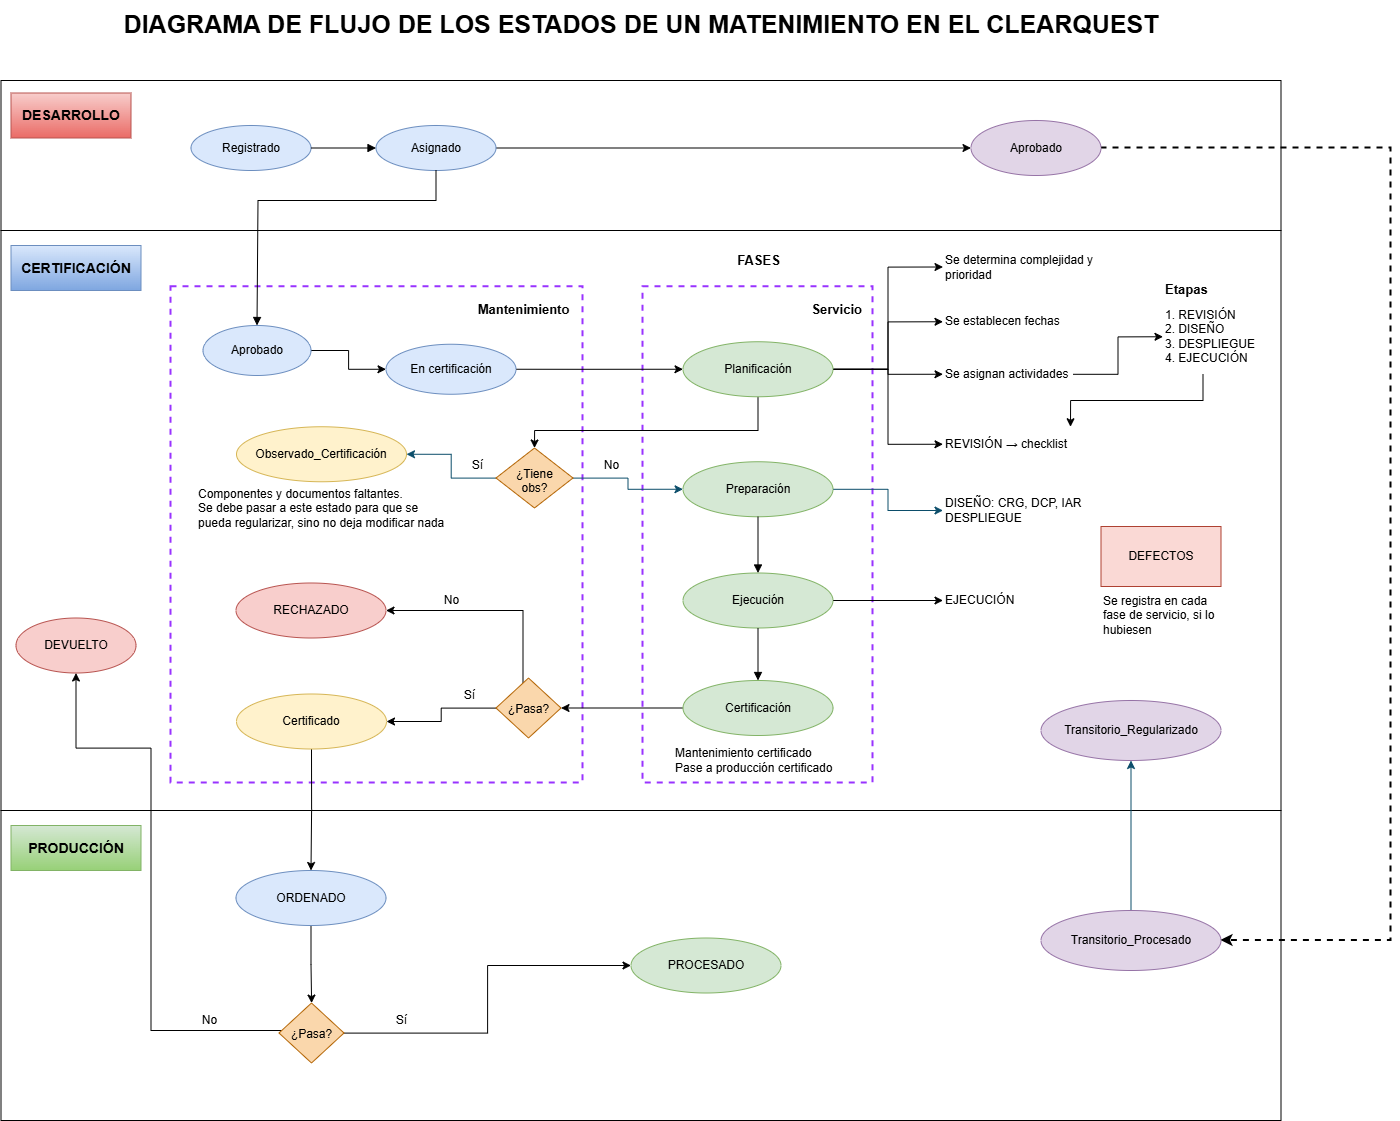 DIAGRAMA DE FLUJO DE LOS ESTADOS DE UN MATENIMIENTO EN EL CLEARQUEST
DESARROLLO
Registrado
Asignado
Aprobado
CERTIFICACIÓN
FASES
Mantenimiento
Servicio
Se determina complejidad y
prioridad
Etapas
1. REVISIÓN
2. DISEÑO
3. DESPLIEGUE
4. EJECUCIÓN
Se establecen fechas
Aprobado
En certificación
Planificación
Se asignan actividades
REVISIÓN → checklist
Observado_Certificación
Sí
¿Tiene
obs?
No
Componentes y documentos faltantes.
Se debe pasar a este estado para que se
pueda regularizar, sino no deja modificar nada
Preparación
DISEÑO: CRG, DCP, IAR
DESPLIEGUE
DEFECTOS
Se registra en cada
fase de servicio, si lo
hubiesen
RECHAZADO
No
Ejecución
EJECUCIÓN
DEVUELTO
Certificado
Sí
¿Pasa?
Certificación
Mantenimiento certificado
Pase a producción certificado
Transitorio_Regularizado
PRODUCCIÓN
ORDENADO
Transitorio_Procesado
PROCESADO
No
¿Pasa?
Sí